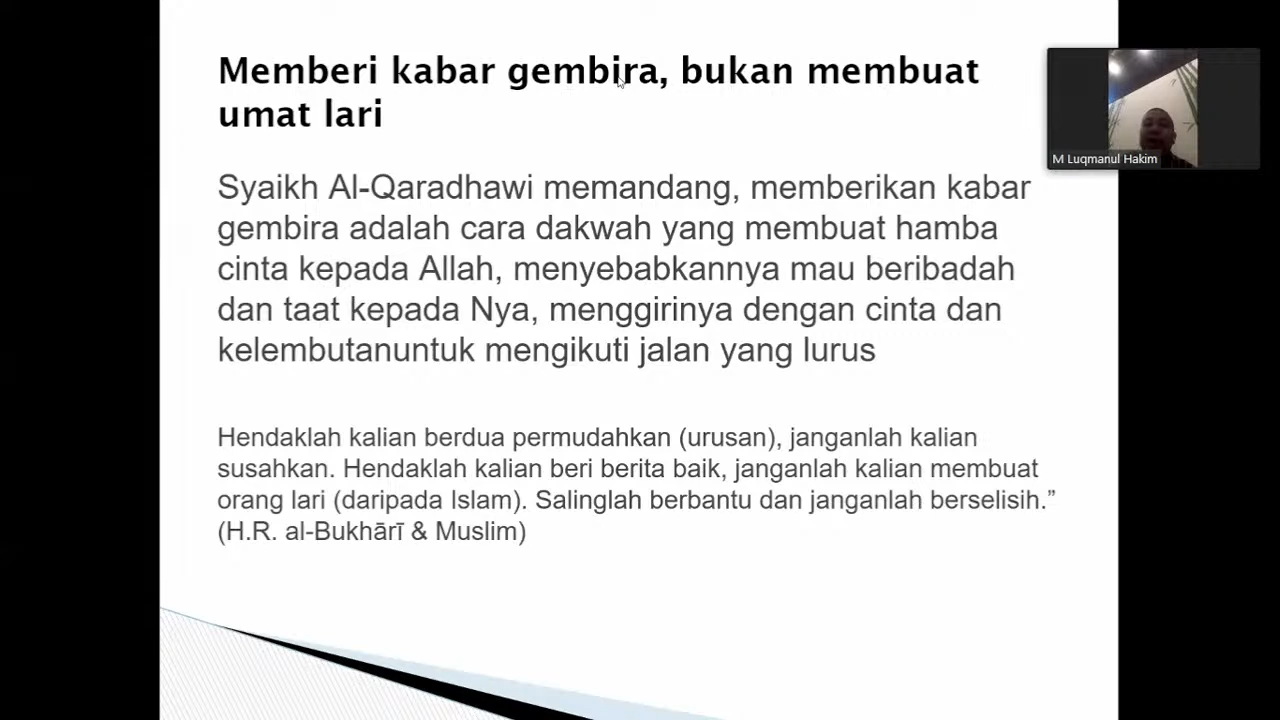 Memberi kabar gembira, bukan membuat
umat lari
Syaikh Al-Qaradhawi memandang, memberikan kabar
gembira adalah cara dakwah yang membuat hamba
cinta kepada Allah, menyebabkannya mau beribadah
dan taat kepada Nya, menggirinya dengan cinta dan
kelembutanuntuk mengikuti jalan yang lurus
Hendaklah kalian berdua permudahkan (urusan), janganlah kalian
susahkan. Hendaklah kalian beri berita baik, janganlah kalian membuat
orang lari (daripada Islam). Salinglah berbantu dan janganlah berselisih.”
(H.R. al-Bukhārī & Muslim)
M Luqmanul Hakim